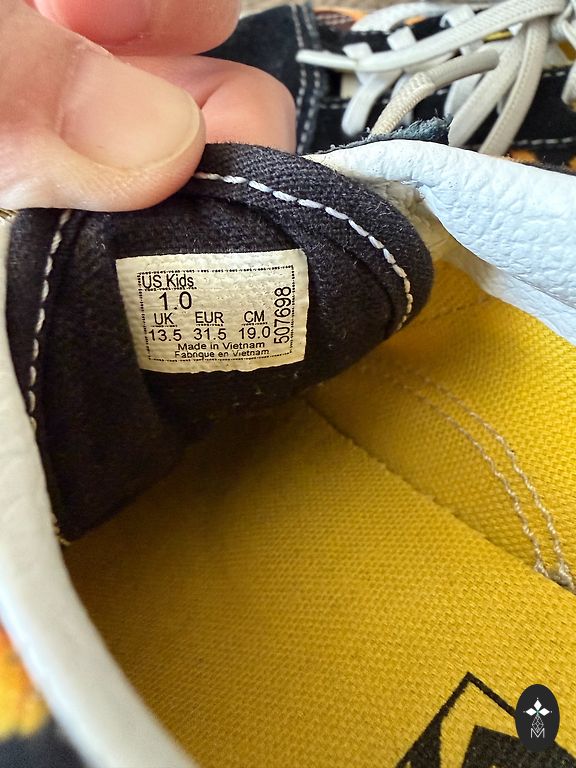 US Kids
1.0
UK EUR CM
13.5 31.5 19.0
Made in Vietnam
Fabriqué en Vietnam
507698
M